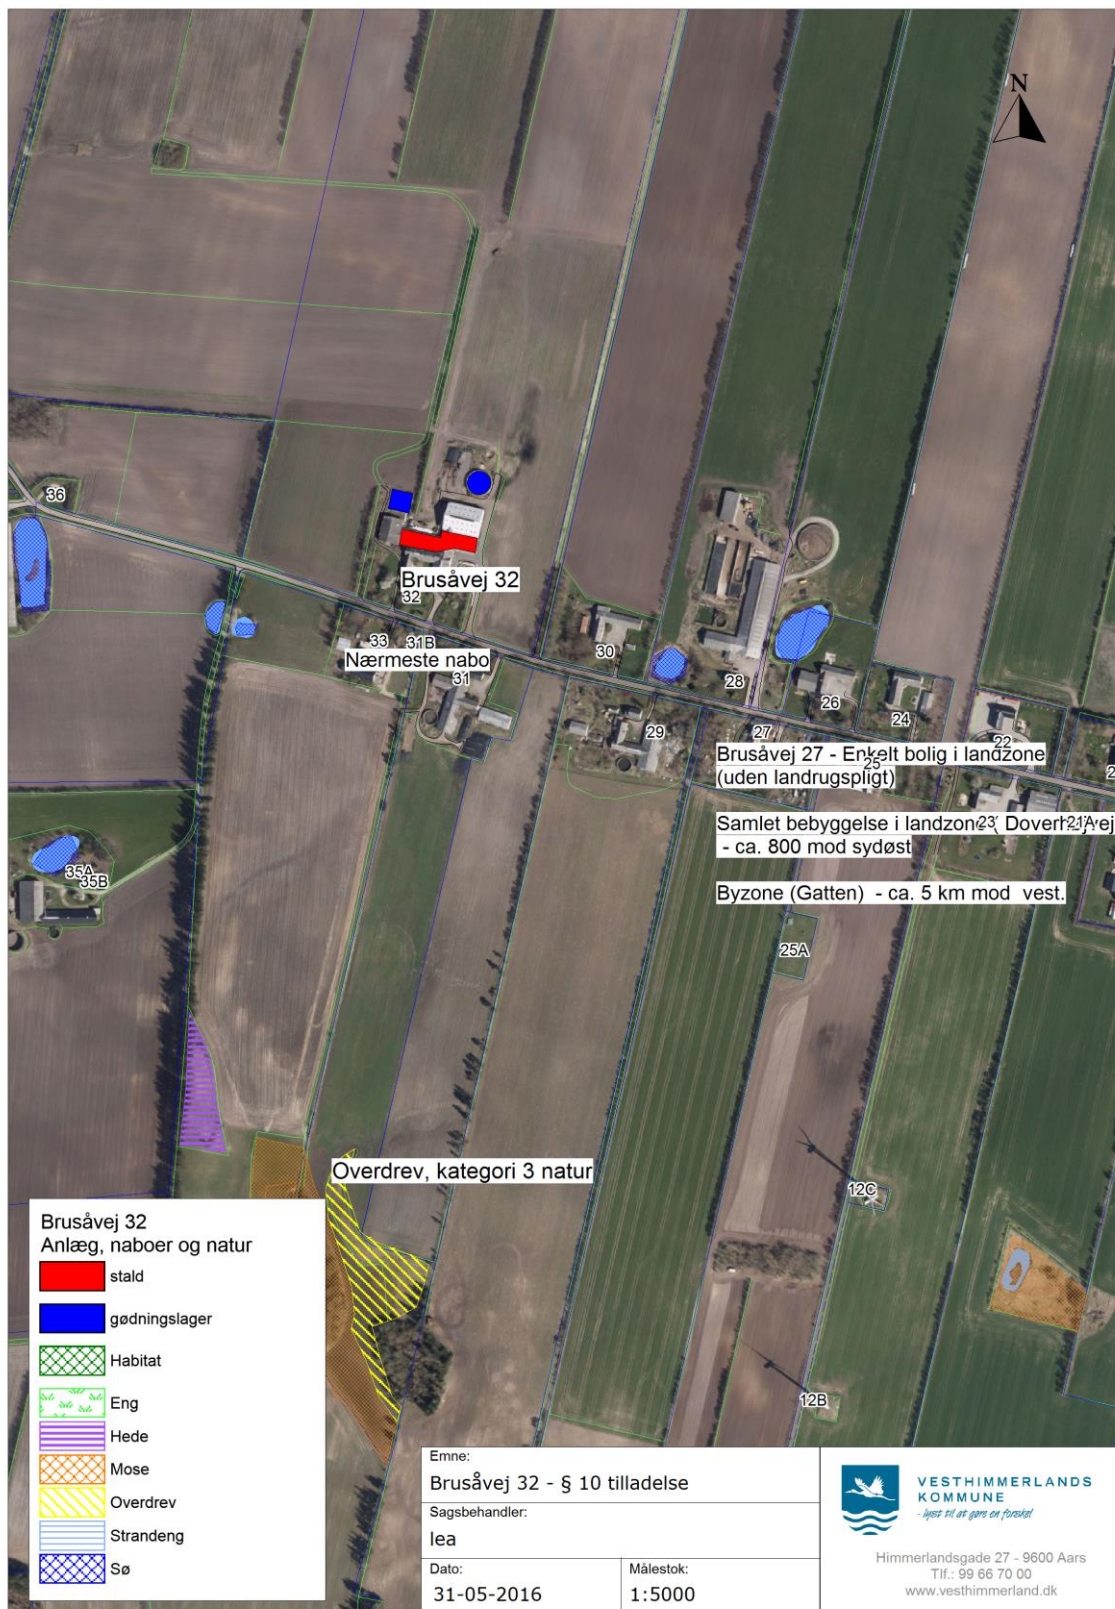 N
36
Brusåvej 32
32
33
31B
Nærmeste nabo
31
30
28
26
24
22
29
27
Brusåvej 27 - Enkelt bolig i landzone
25
(uden landrugspligt)
Samlet bebyggelse i landzone ( Doverhøjvej
23
21A
- ca. 800 mod sydøst
35A
35B
Byzone (Gatten) - ca. 5 km mod vest.
25A
Overdrev, kategori 3 natur
12C
12B
Brusåvej 32
Anlæg, naboer og natur
stald
gødningslager
Habitat
Eng
Hede
Mose
Overdrev
Strandeng
Sø
Emne:
Brusåvej 32 - § 10 tilladelse
Sagsbehandler:
lea
Dato:
31-05-2016
Målestok:
1:5000
VESTHIMMERLANDS
KOMMUNE
- lyst til at gøre en forskel
Himmerlandsgade 27 - 9600 Aars
Tlf.: 99 66 70 00
www.vesthimmerland.dk